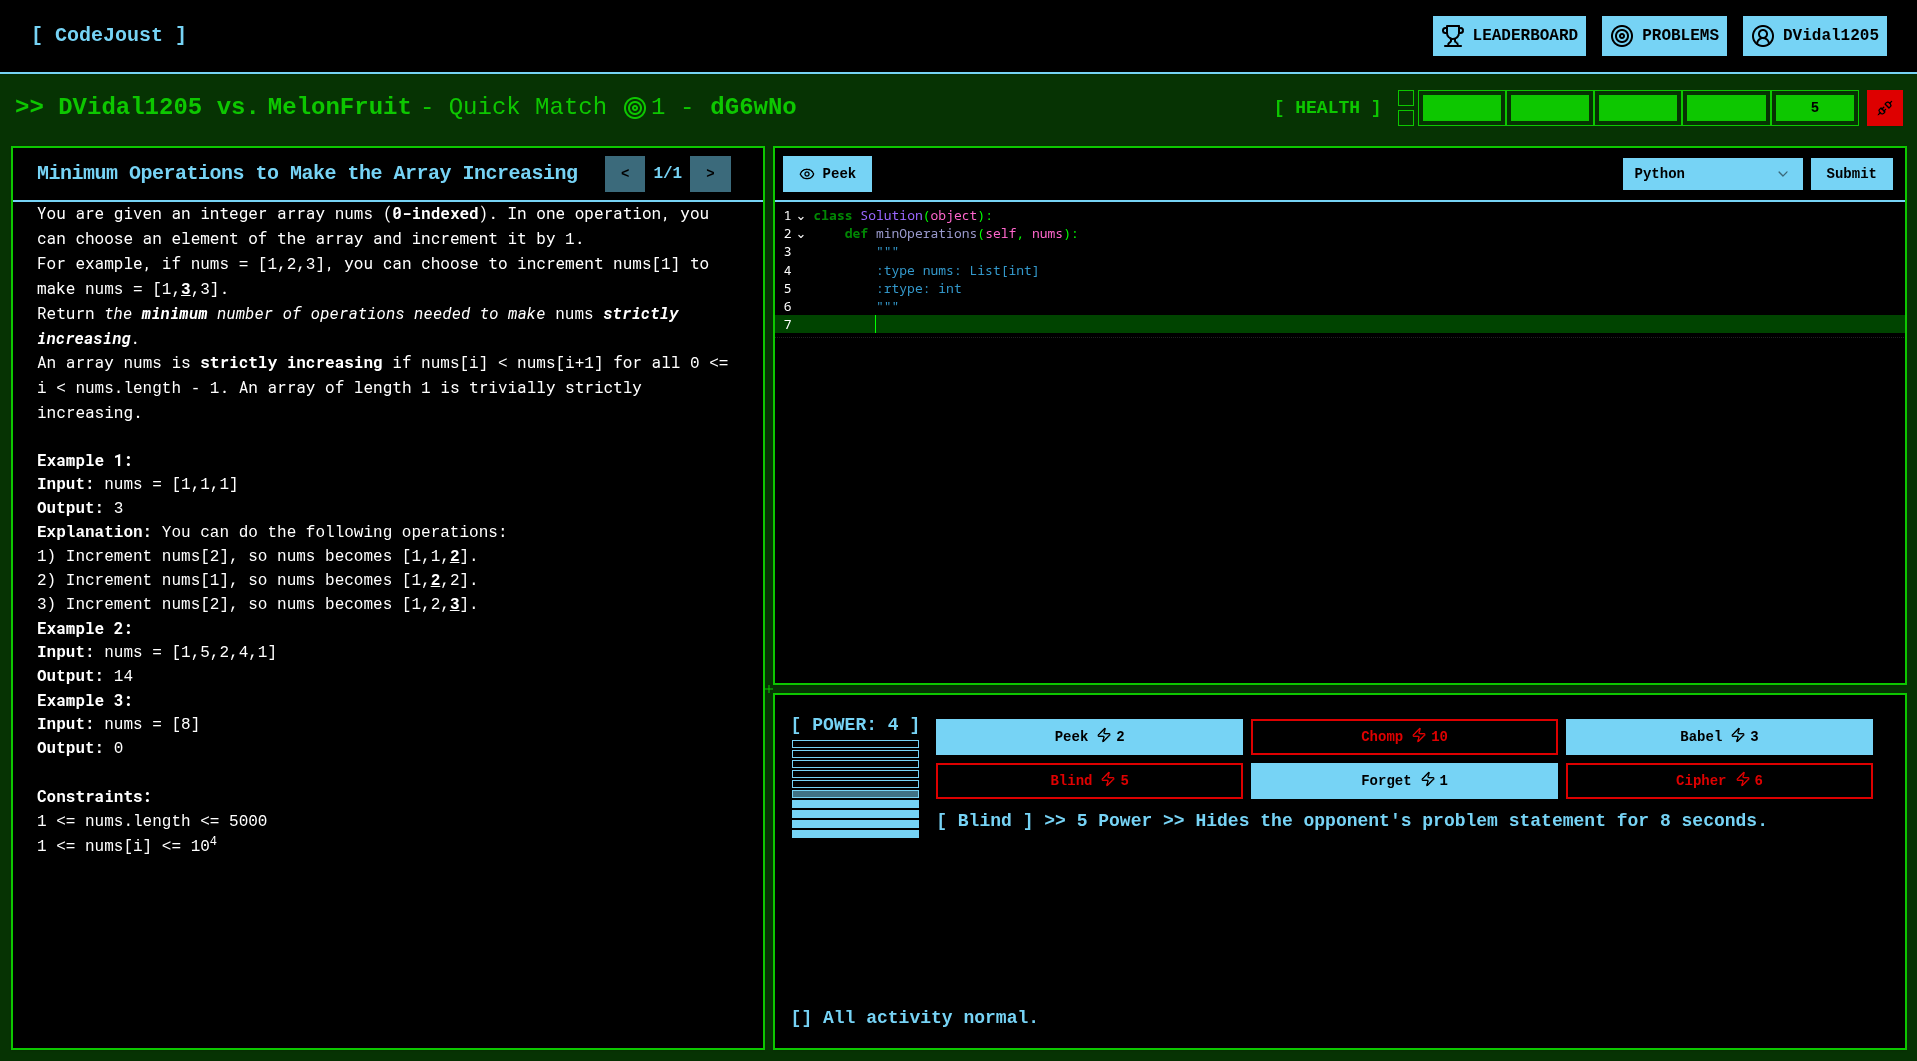 [ CodeJoust ]
LEADERBOARD
PROBLEMS
DVidal1205
>> DVidal1205 vs. MelonFruit - Quick Match 1 - dG6wNo
[ HEALTH ]
5
Minimum Operations to Make the Array Increasing
< 1/1 >
You are given an integer array nums (0-indexed). In one operation, you
can choose an element of the array and increment it by 1.
For example, if nums = [1,2,3], you can choose to increment nums[1] to
make nums = [1,3,3].
Return the minimum number of operations needed to make nums strictly
increasing.
An array nums is strictly increasing if nums[i] < nums[i+1] for all 0 <=
i < nums.length - 1. An array of length 1 is trivially strictly
increasing.
Example 1:
Input: nums = [1,1,1]
Output: 3
Explanation: You can do the following operations:
1) Increment nums[2], so nums becomes [1,1,2].
2) Increment nums[1], so nums becomes [1,2,2].
3) Increment nums[2], so nums becomes [1,2,3].
Example 2:
Input: nums = [1,5,2,4,1]
Output: 14
Example 3:
Input: nums = [8]
Output: 0
Constraints:
1 <= nums.length <= 5000
1 <= nums[i] <= 10⁴
Peek
Python
Submit
1 class Solution(object):
2     def minOperations(self, nums):
3         """
4         :type nums: List[int]
5         :rtype: int
6         """
7
[ POWER: 4 ]
Peek 2
Chomp 10
Babel 3
Blind 5
Forget 1
Cipher 6
[ Blind ] >> 5 Power >> Hides the opponent's problem statement for 8 seconds.
[] All activity normal.